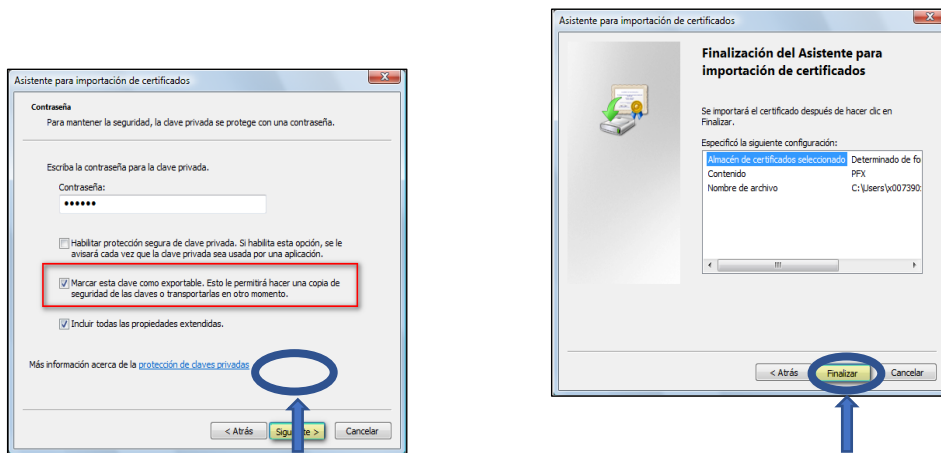 Asistente para importación de certificados
Contraseña
Para mantener la seguridad, la clave privada se protege con una contraseña.
Escriba la contraseña para la clave privada.
Contraseña:
••••••
Habilitar protección segura de clave privada. Si habilita esta opción, se le
avisará cada vez que la clave privada sea usada por una aplicación.
Marcar esta clave como exportable. Esto le permitirá hacer una copia de
seguridad de las claves o transportarlas en otro momento.
Incluir todas las propiedades extendidas.
Más información acerca de la protección de claves privadas
< Atrás
Cancelar
Asistente para importación de certificados
Finalización del Asistente para
importación de certificados
Se importará el certificado después de hacer clic en
Finalizar.
Especificó la siguiente configuración:
Almacén de certificados seleccionado Determinado de fo
Contenido PFX
Nombre de archivo C:\Users\x007390
< Atrás Finalizar Cancelar